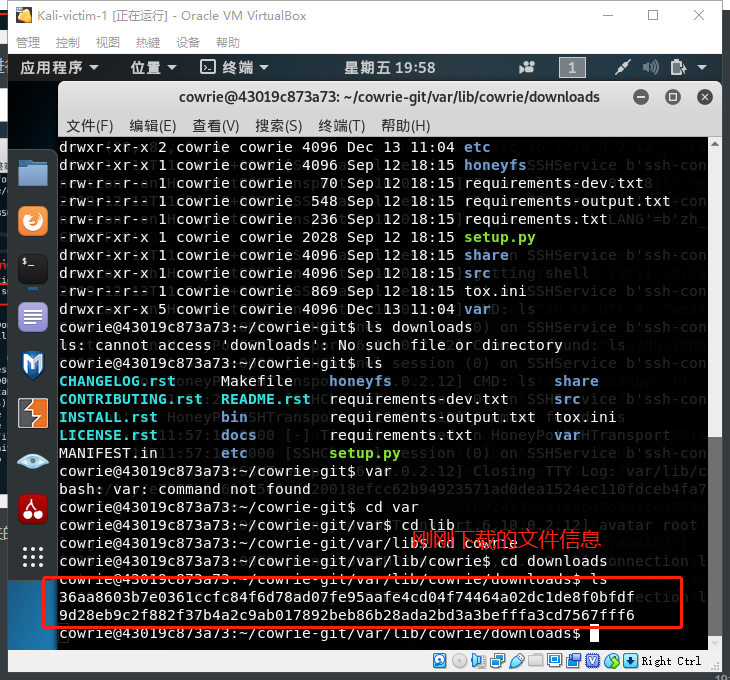 Kali-victim-1 [正在运行] - Oracle VM VirtualBox
管理 控制 视图 热键 设备 帮助
应用程序 位置 终端 星期五 19:58 1
cowrie@43019c873a73: ~/cowrie-git/var/lib/cowrie/downloads
文件(F) 编辑(E) 查看(V) 搜索(S) 终端(T) 帮助(H)
drwxr-xr-x 2 cowrie cowrie 4096 Dec 13 11:04 etc
drwxr-xr-x 1 cowrie cowrie 4096 Sep 12 18:15 honeyfs
-rw-r--r-- 1 cowrie cowrie 70 Sep 12 18:15 requirements-dev.txt
-rw-r--r-- 1 cowrie cowrie 548 Sep 12 18:15 requirements-output.txt
-rw-r--r-- 1 cowrie cowrie 236 Sep 12 18:15 requirements.txt
-rwxr-xr-x 1 cowrie cowrie 2028 Sep 12 18:15 setup.py
drwxr-xr-x 1 cowrie cowrie 4096 Sep 12 18:15 share
drwxr-xr-x 1 cowrie cowrie 4096 Sep 12 18:15 src
-rw-r--r-- 1 cowrie cowrie 869 Sep 12 18:15 tox.ini
drwxr-xr-x 5 cowrie cowrie 4096 Dec 13 11:04 var
cowrie@43019c873a73:~/cowrie-git$ ls downloads
ls: cannot access 'downloads': No such file or directory
cowrie@43019c873a73:~/cowrie-git$ ls
CHANGELOG.rst Makefile honeyfs share
CONTRIBUTING.rst README.rst requirements-dev.txt src
INSTALL.rst bin requirements-output.txt tox.ini
LICENSE.rst docs requirements.txt var
MANIFEST.in etc setup.py
cowrie@43019c873a73:~/cowrie-git$ var
bash: var: command not found
cowrie@43019c873a73:~/cowrie-git$ cd var
cowrie@43019c873a73:~/cowrie-git/var$ cd lib
cowrie@43019c873a73:~/cowrie-git/var/lib$ cd cowrie
刚刚下载的文件信息
cowrie@43019c873a73:~/cowrie-git/var/lib/cowrie$ cd downloads
cowrie@43019c873a73:~/cowrie-git/var/lib/cowrie/downloads$ ls
36aa8603b7e0361ccfc84f6d78ad07fe95aafe4cd04f74464a02dc1de8f0bfdf
9d28eb9c2f882f37b4a2c9ab017892beb86b28ada2bd3a3befffa3cd7567fff6
cowrie@43019c873a73:~/cowrie-git/var/lib/cowrie/downloads$
Right Ctrl